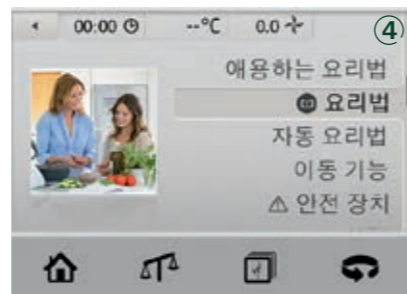 00:00 --°C 0.0 ④
애용하는 요리법
요리법
자동 요리법
이동 기능
안전 장치